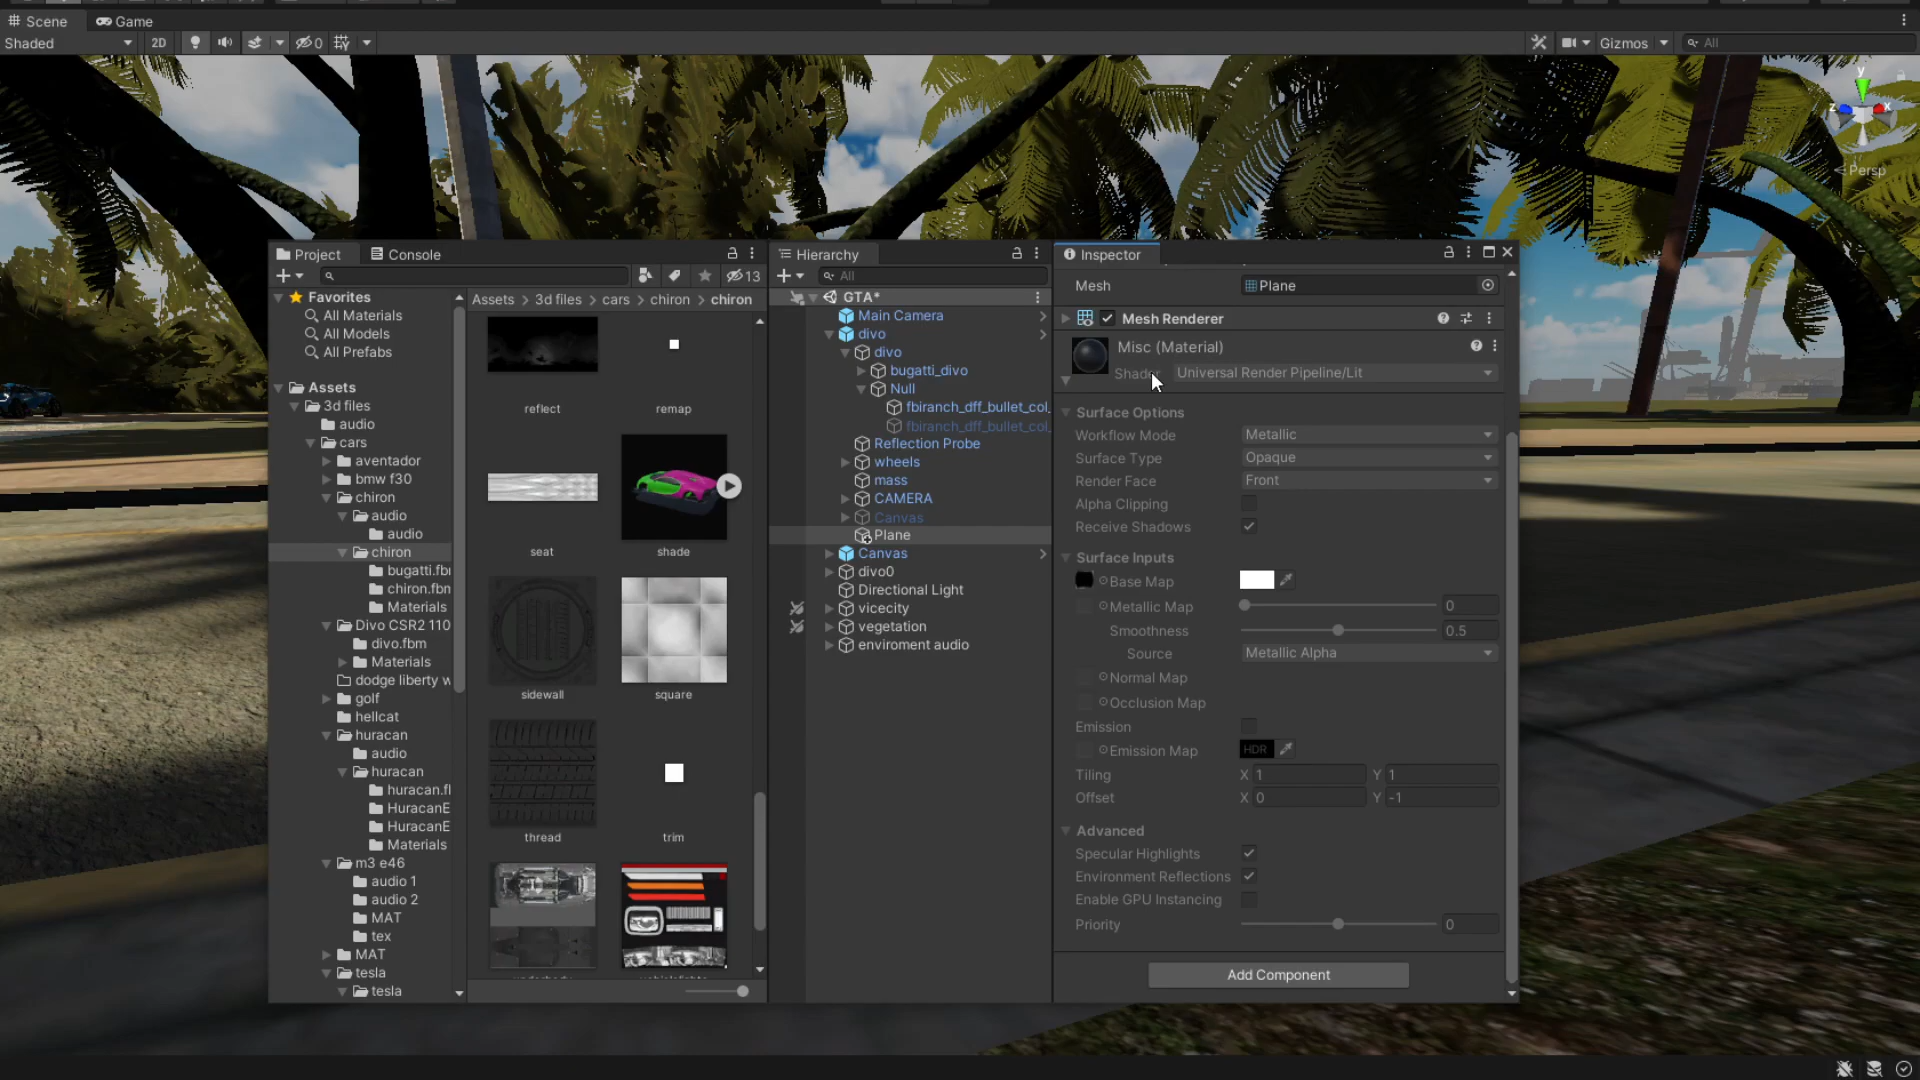 Scene
Game
Shaded
2D
0
Gizmos
All
y
z
x
Persp
Project
Console
13
Favorites
All Materials
All Models
All Prefabs
Assets
3d files
audio
cars
aventador
bmw f30
chiron
audio
audio
chiron
bugatti.fb
chiron.fbn
Materials
Divo CSR2 110
divo.fbm
Materials
dodge liberty w
golf
hellcat
huracan
audio
huracan
huracan.fl
HuracanE
HuracanE
Materials
m3 e46
audio 1
audio 2
MAT
tex
MAT
tesla
tesla
Assets > 3d files > cars > chiron > chiron
reflect
remap
seat
shade
sidewall
square
thread
trim
Hierarchy
All
GTA*
Main Camera
divo
divo
bugatti_divo
Null
fbiranch_dff_bullet_col_
fbiranch_dff_bullet_col_
Reflection Probe
wheels
mass
CAMERA
Canvas
Plane
Canvas
divo0
Directional Light
vicecity
vegetation
enviroment audio
Inspector
Mesh
Plane
Mesh Renderer
Misc (Material)
Shader
Universal Render Pipeline/Lit
Surface Options
Workflow Mode
Metallic
Surface Type
Opaque
Render Face
Front
Alpha Clipping
Receive Shadows
Surface Inputs
Base Map
Metallic Map
0
Smoothness
0.5
Source
Metallic Alpha
Normal Map
Occlusion Map
Emission
Emission Map
HDR
Tiling
X 1
Y 1
Offset
X 0
Y -1
Advanced
Specular Highlights
Environment Reflections
Enable GPU Instancing
Priority
0
Add Component